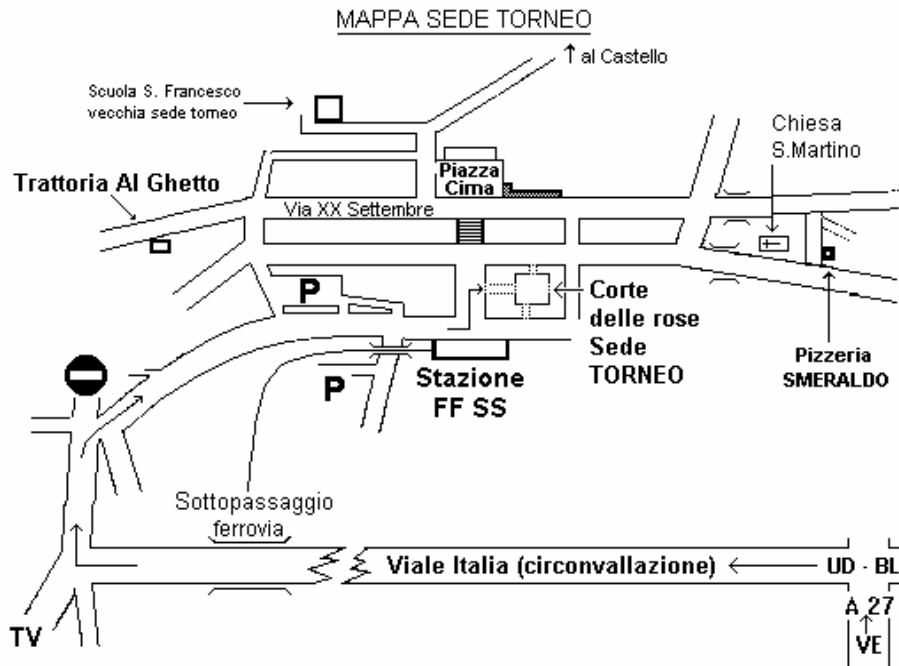 MAPPA SEDE TORNEO
↑ al Castello
Scuola S. Francesco
vecchia sede torneo
Chiesa
S.Martino
Piazza
Cima
Trattoria Al Ghetto
Via XX Settembre
P
Corte
delle rose
Sede
TORNEO
Pizzeria
SMERALDO
P
Stazione
FF SS
Sottopassaggio
ferrovia
Viale Italia (circonvallazione)
UD - BL
A 27
VE
TV